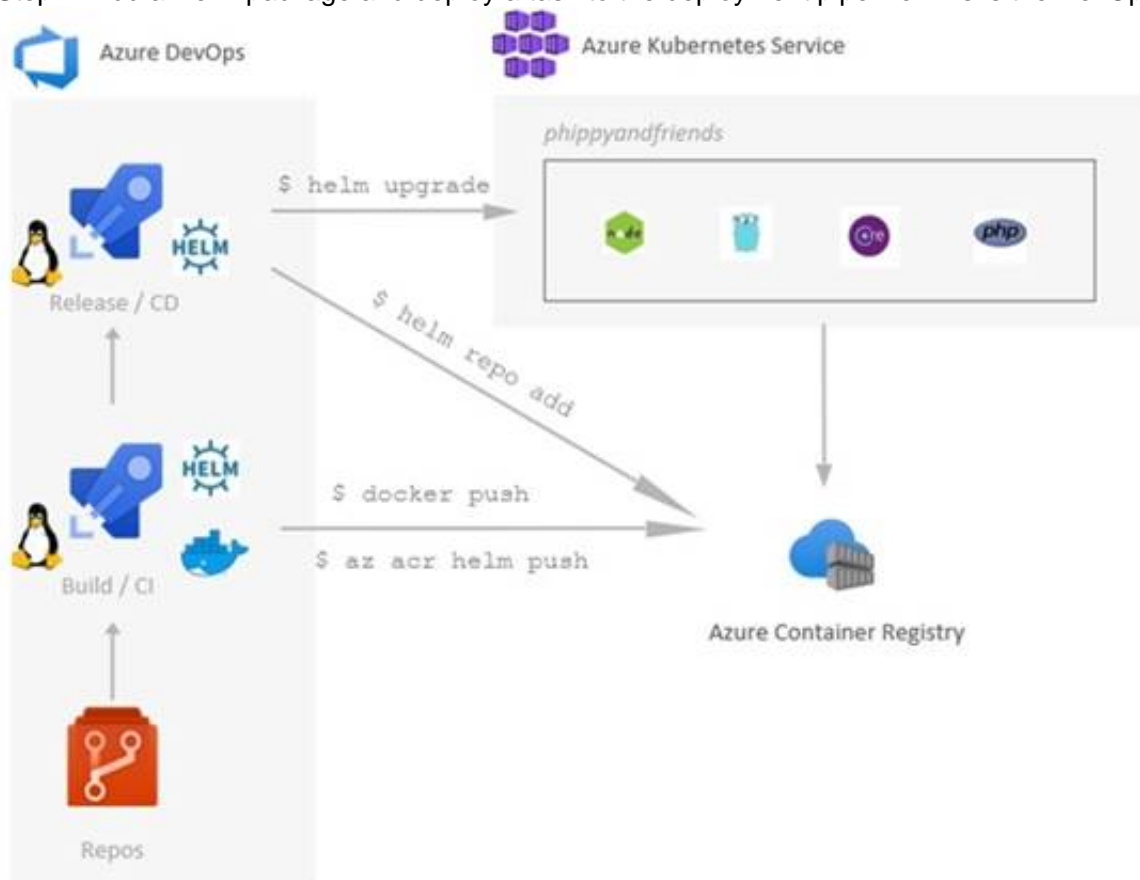 Azure DevOps
Azure Kubernetes Service
phippyandfriends
$ helm upgrade
node
php
HELM
Release / CD
$ helm repo add
HELM
$ docker push
$ az acr helm push
Build / CI
Azure Container Registry
Repos